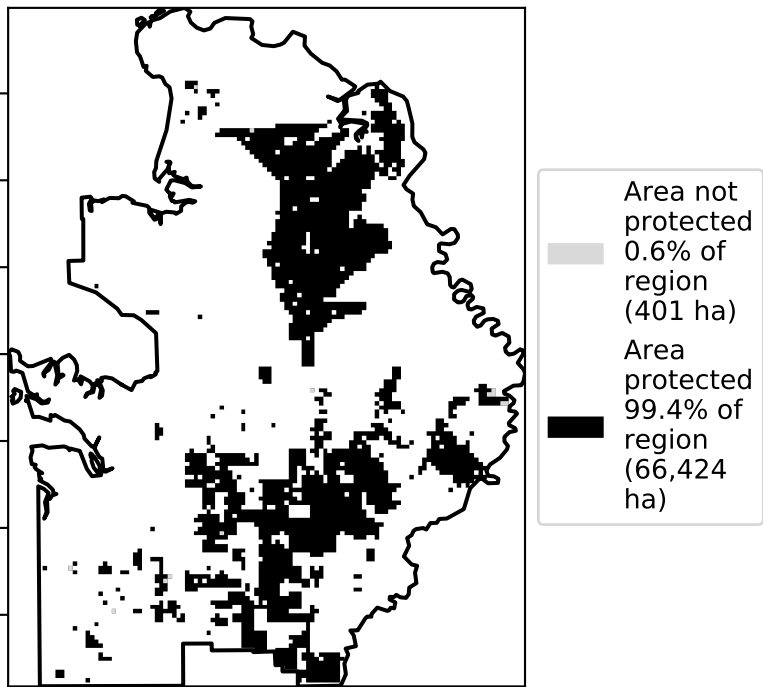 Area not
protected
0.6% of
region
(401 ha)
Area
protected
99.4% of
region
(66,424
ha)